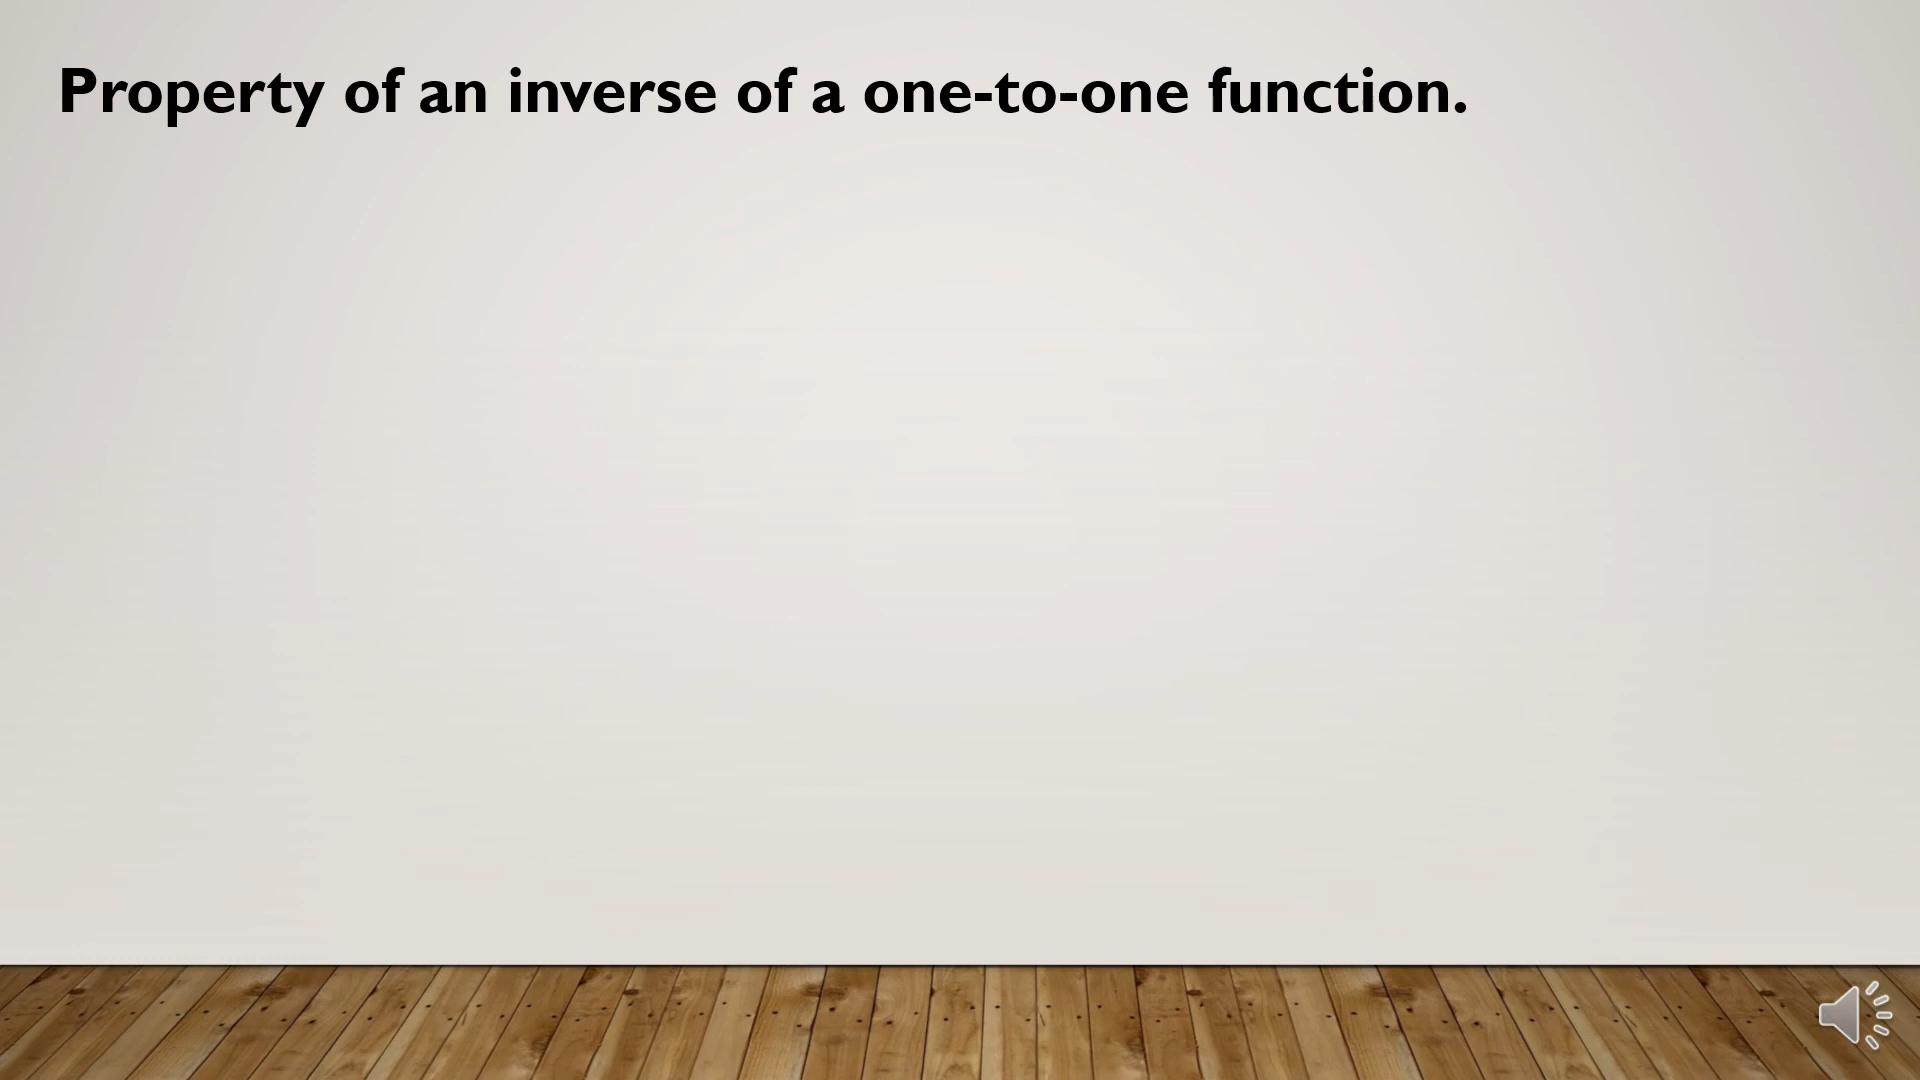 Property of an inverse of a one-to-one function.